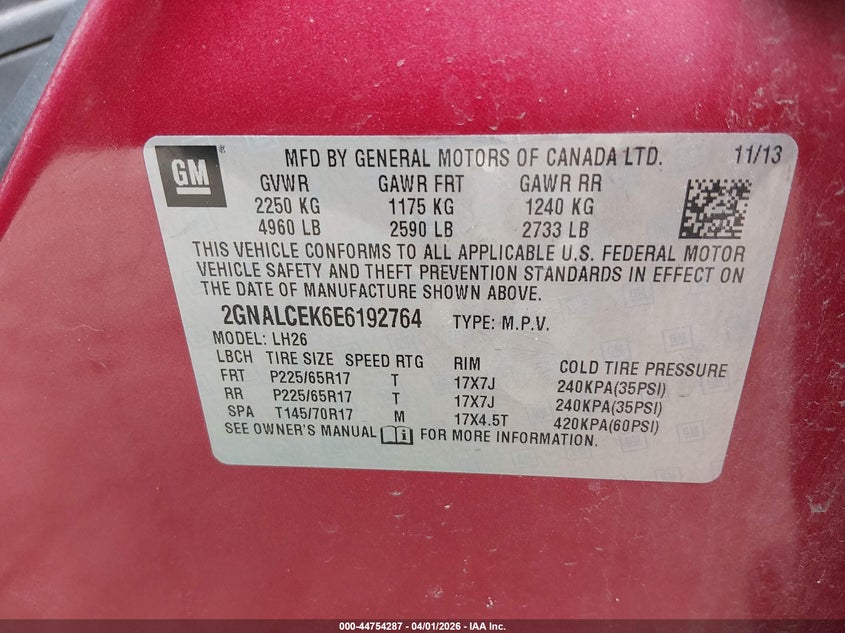 GM
MFD BY GENERAL MOTORS OF CANADA LTD. 11/13
GVWR GAWR FRT GAWR RR
2250 KG 1175 KG 1240 KG
4960 LB 2590 LB 2733 LB
THIS VEHICLE CONFORMS TO ALL APPLICABLE U.S. FEDERAL MOTOR
VEHICLE SAFETY AND THEFT PREVENTION STANDARDS IN EFFECT ON
THE DATE OF MANUFACTURE SHOWN ABOVE.
2GNALCEK6E6192764 TYPE: M.P.V.
MODEL: LH26
LBCH TIRE SIZE SPEED RTG RIM COLD TIRE PRESSURE
FRT P225/65R17 T 17X7J 240KPA(35PSI)
RR P225/65R17 T 17X7J 240KPA(35PSI)
SPA T145/70R17 M 17X4.5T 420KPA(60PSI)
SEE OWNER'S MANUAL FOR MORE INFORMATION.
000-44754287 - 04/01/2026 - IAA Inc.